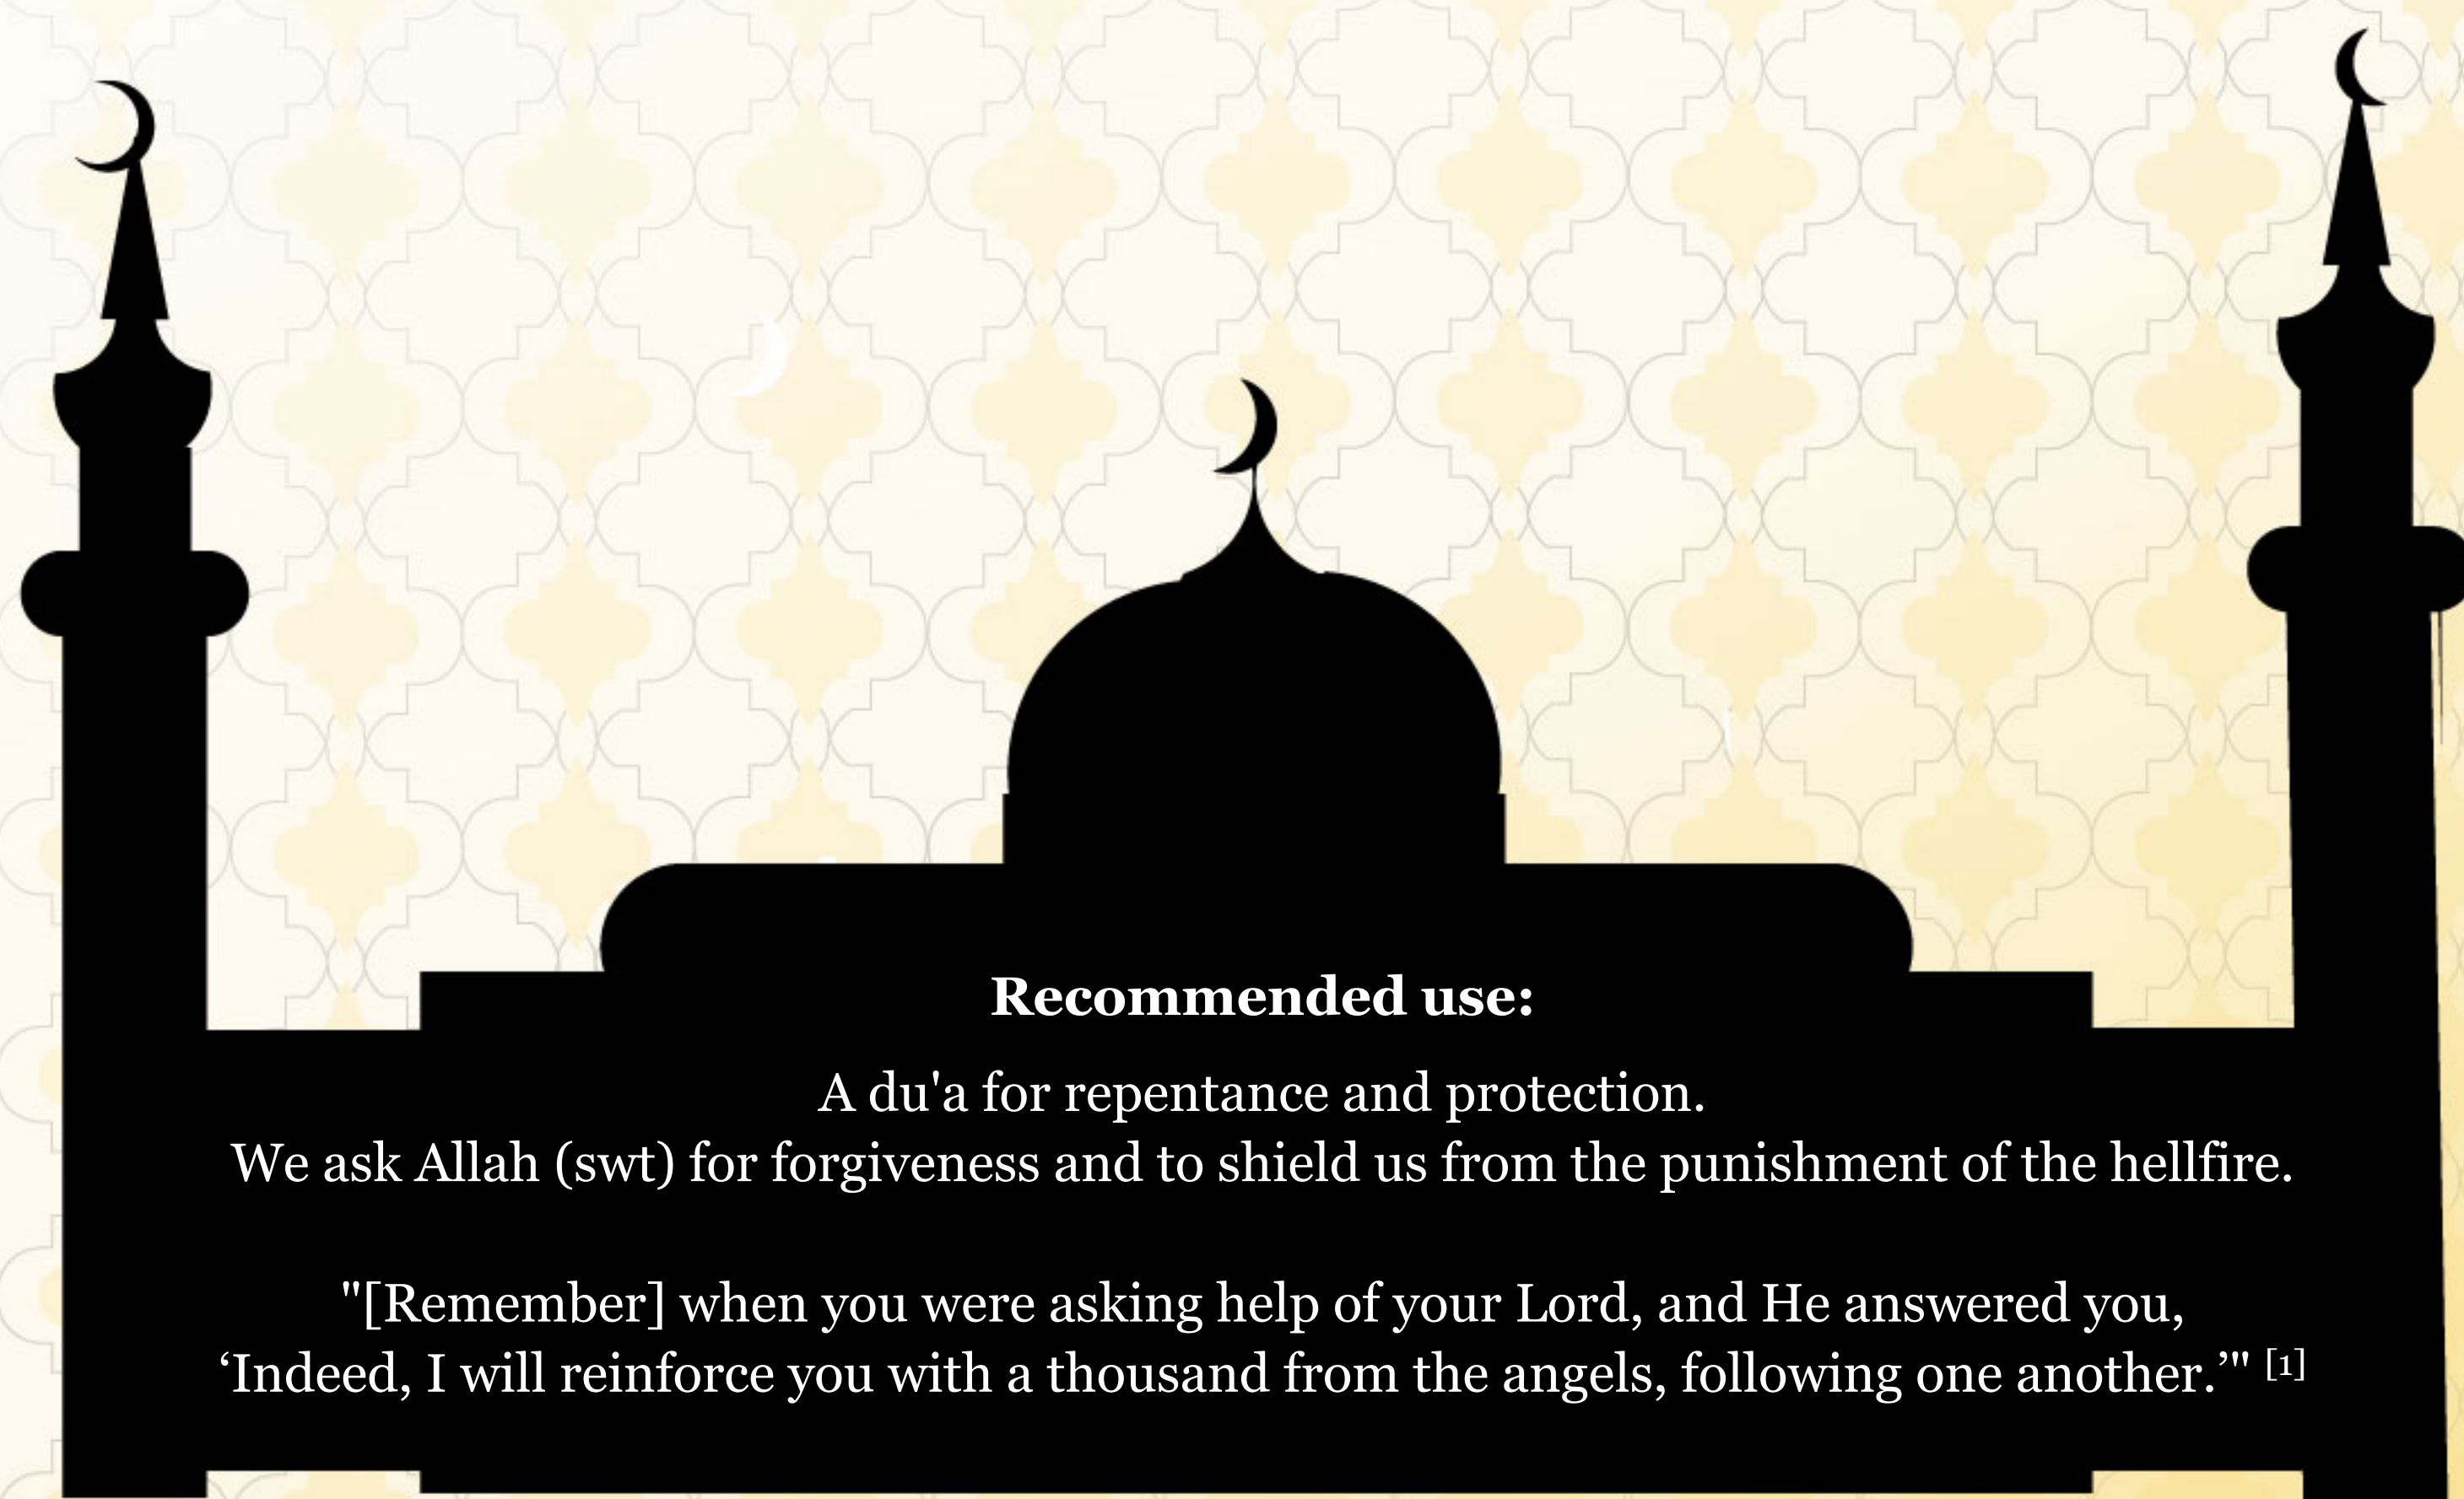 Recommended use:
A du'a for repentance and protection.
We ask Allah (swt) for forgiveness and to shield us from the punishment of the hellfire.
"[Remember] when you were asking help of your Lord, and He answered you,
‘Indeed, I will reinforce you with a thousand from the angels, following one another.’" [1]